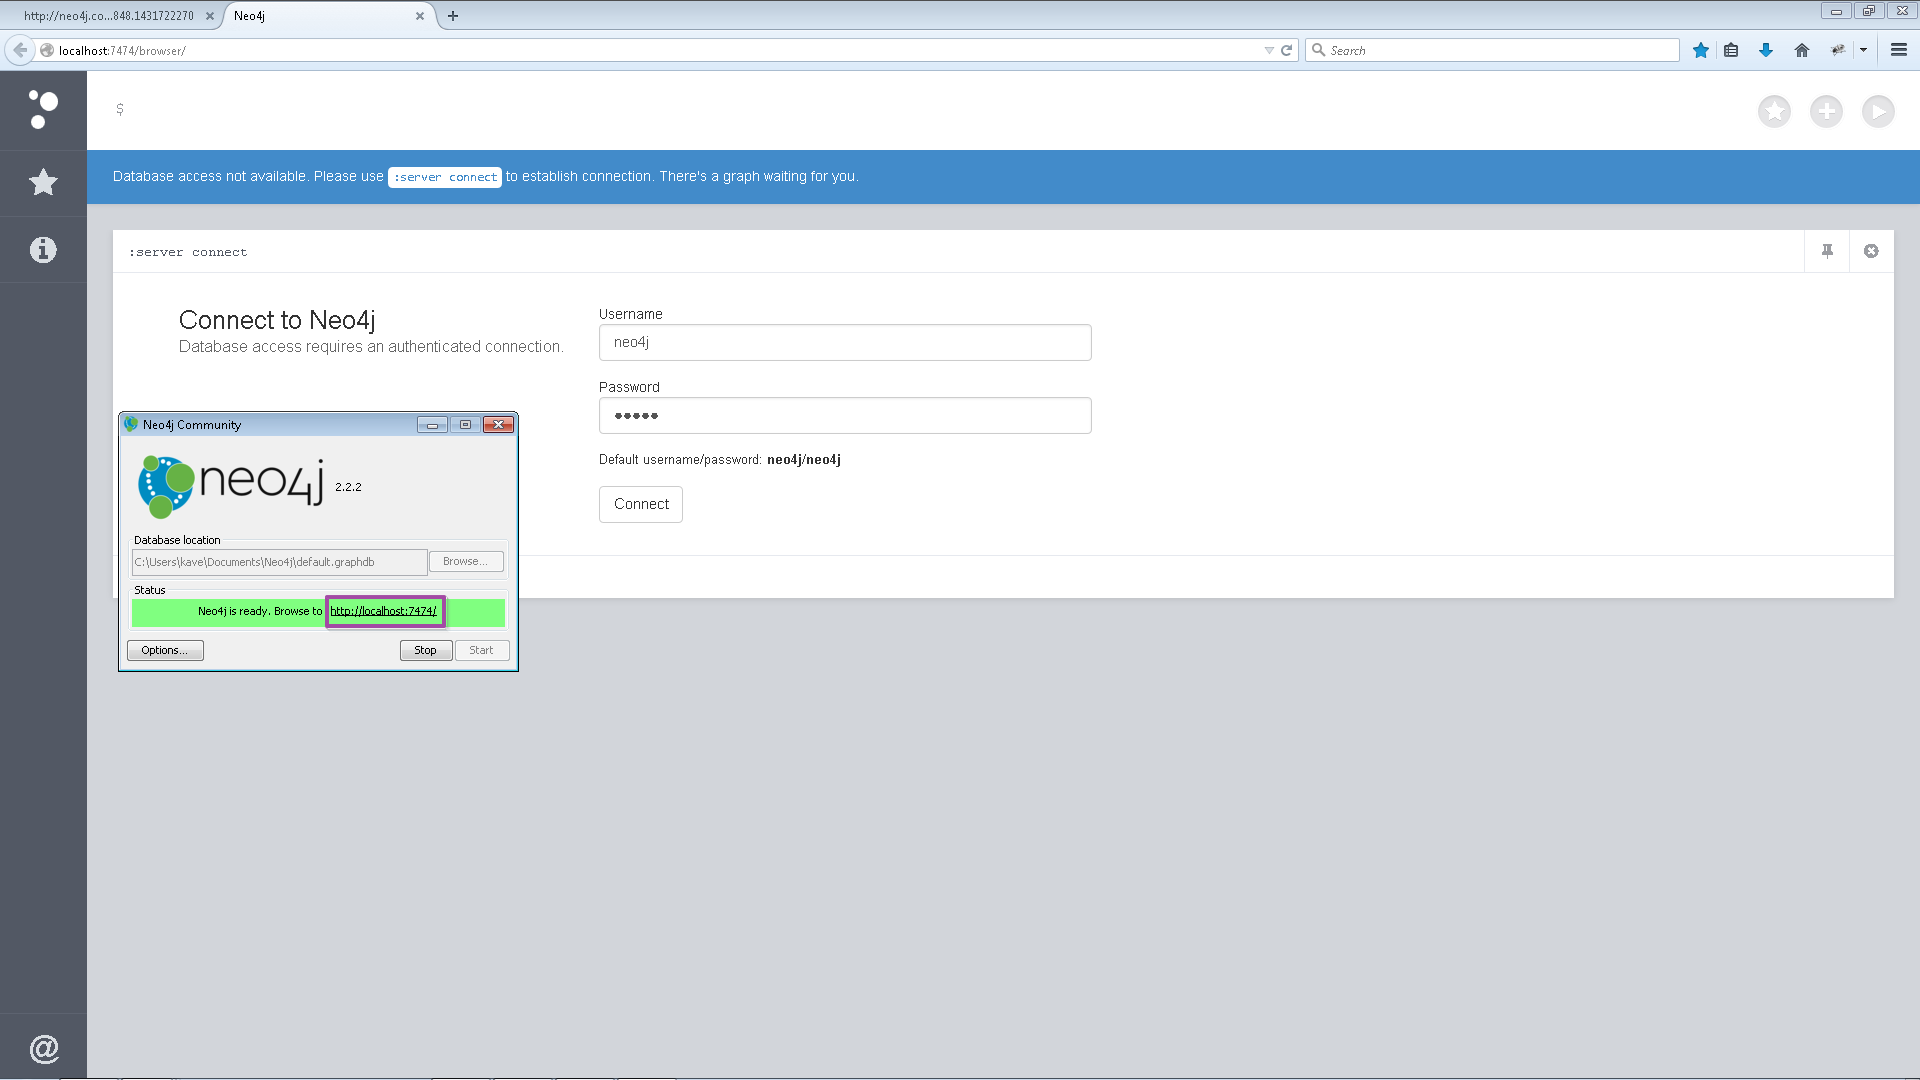 http://neo4j.co...848.1431722270
Neo4j
localhost:7474/browser/
Search
$
Database access not available. Please use :server connect to establish connection. There's a graph waiting for you.
:server connect
Connect to Neo4j
Database access requires an authenticated connection.
Username
neo4j
Password
Default username/password: neo4j/neo4j
Connect
Neo4j Community
neo4j 2.2.2
Database location
C:\Users\kave\Documents\Neo4j\default.graphdb
Browse...
Status
Neo4j is ready. Browse to http://localhost:7474/
Options...
Stop
Start
@